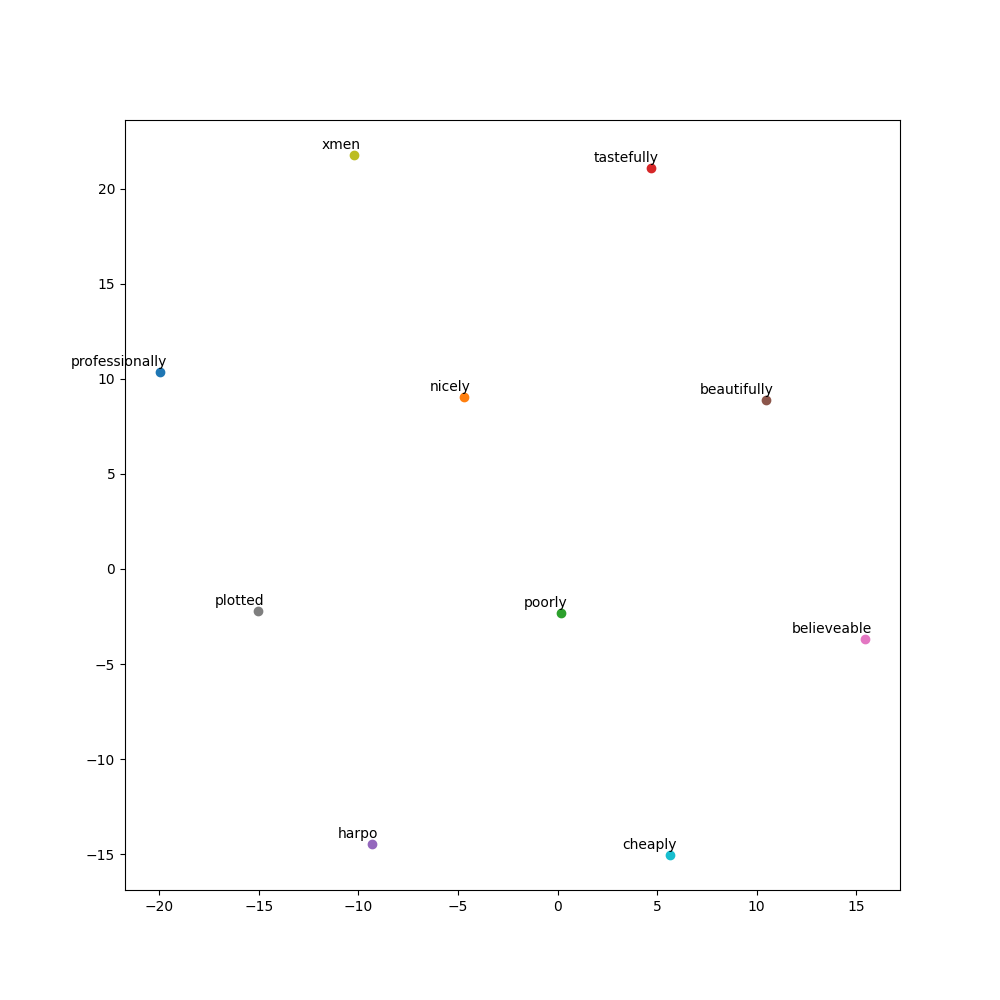 xmen
tastefully
20
15
professionally
10
nicely
beautifully
5
0
plotted
poorly
believeable
−5
−10
harpo
cheaply
−15
−20 −15 −10 −5 0 5 10 15